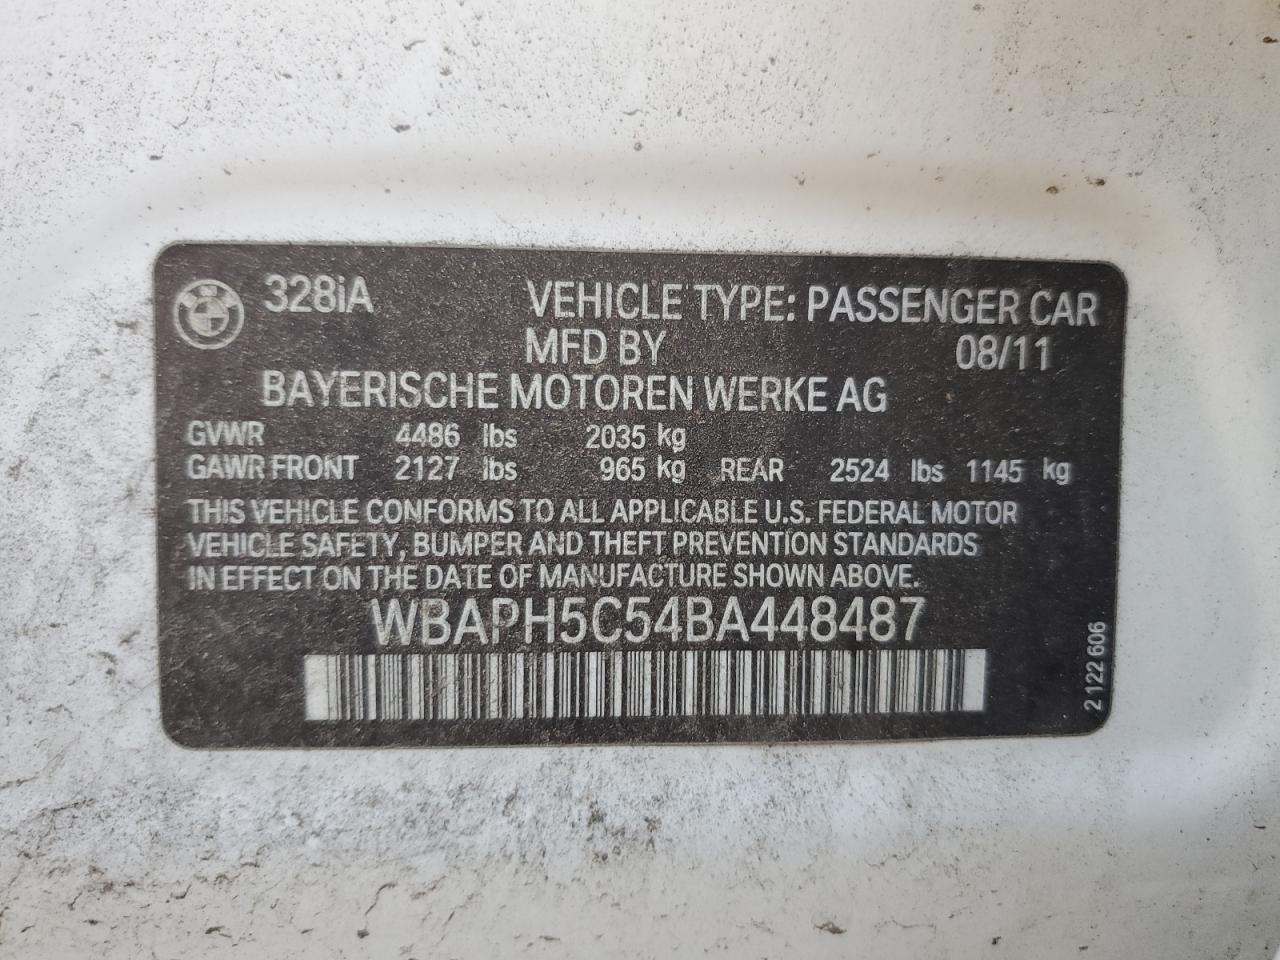 328iA VEHICLE TYPE: PASSENGER CAR
MFD BY 08/11
BAYERISCHE MOTOREN WERKE AG
GVWR 4486 lbs 2035 kg
GAWR FRONT 2127 lbs 965 kg REAR 2524 lbs 1145 kg
THIS VEHICLE CONFORMS TO ALL APPLICABLE U.S. FEDERAL MOTOR
VEHICLE SAFETY, BUMPER AND THEFT PREVENTION STANDARDS
IN EFFECT ON THE DATE OF MANUFACTURE SHOWN ABOVE.
WBAPH5C54BA448487
2 122 606